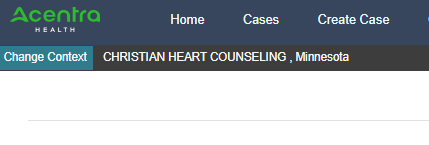 Acentra
HEALTH
Home Cases Create Case
Change Context CHRISTIAN HEART COUNSELING , Minnesota